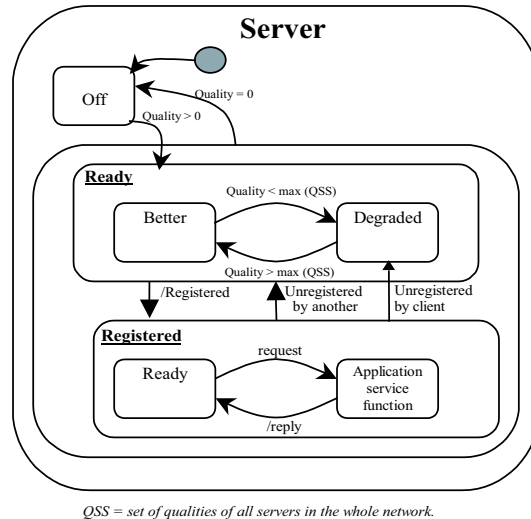 Server
Quality = 0
Off
Quality > 0
Ready
Quality < max (QSS)
Better
Degraded
Quality > max (QSS)
/Registered
Unregistered
by another
Unregistered
by client
Registered
request
Ready
Application
service
function
/reply
QSS = set of qualities of all servers in the whole network.